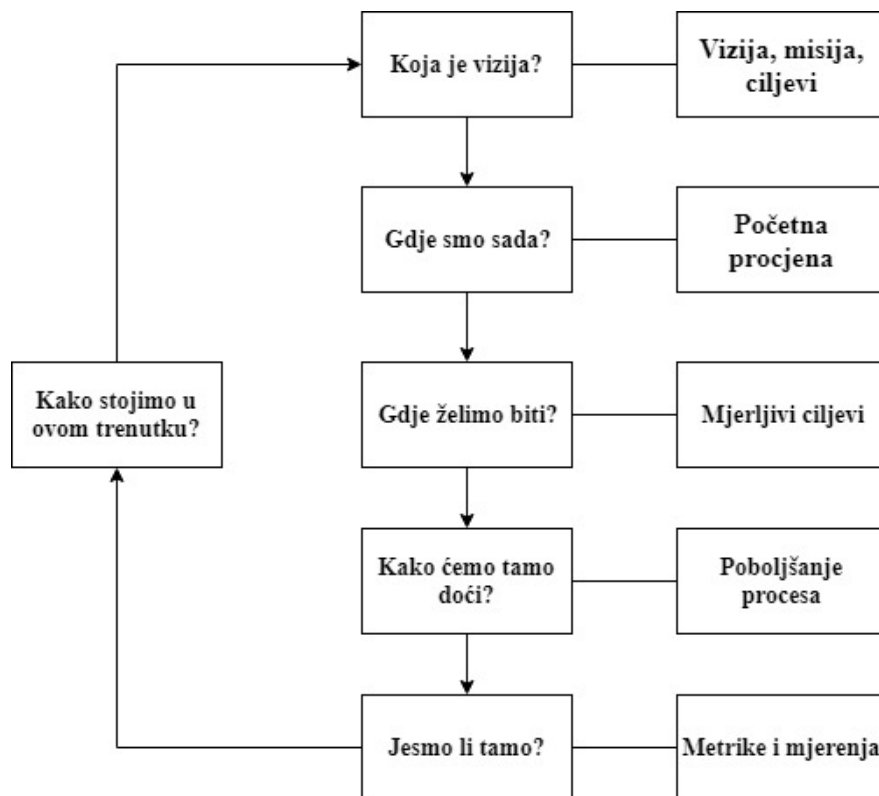 Koja je vizija?
Vizija, misija,
ciljevi
Gdje smo sada?
Početna
procjena
Kako stojimo u
ovom trenutku?
Gdje želimo biti?
Mjerljivi ciljevi
Kako ćemo tamo
doći?
Poboljšanje
procesa
Jesmo li tamo?
Metrike i mjerenja